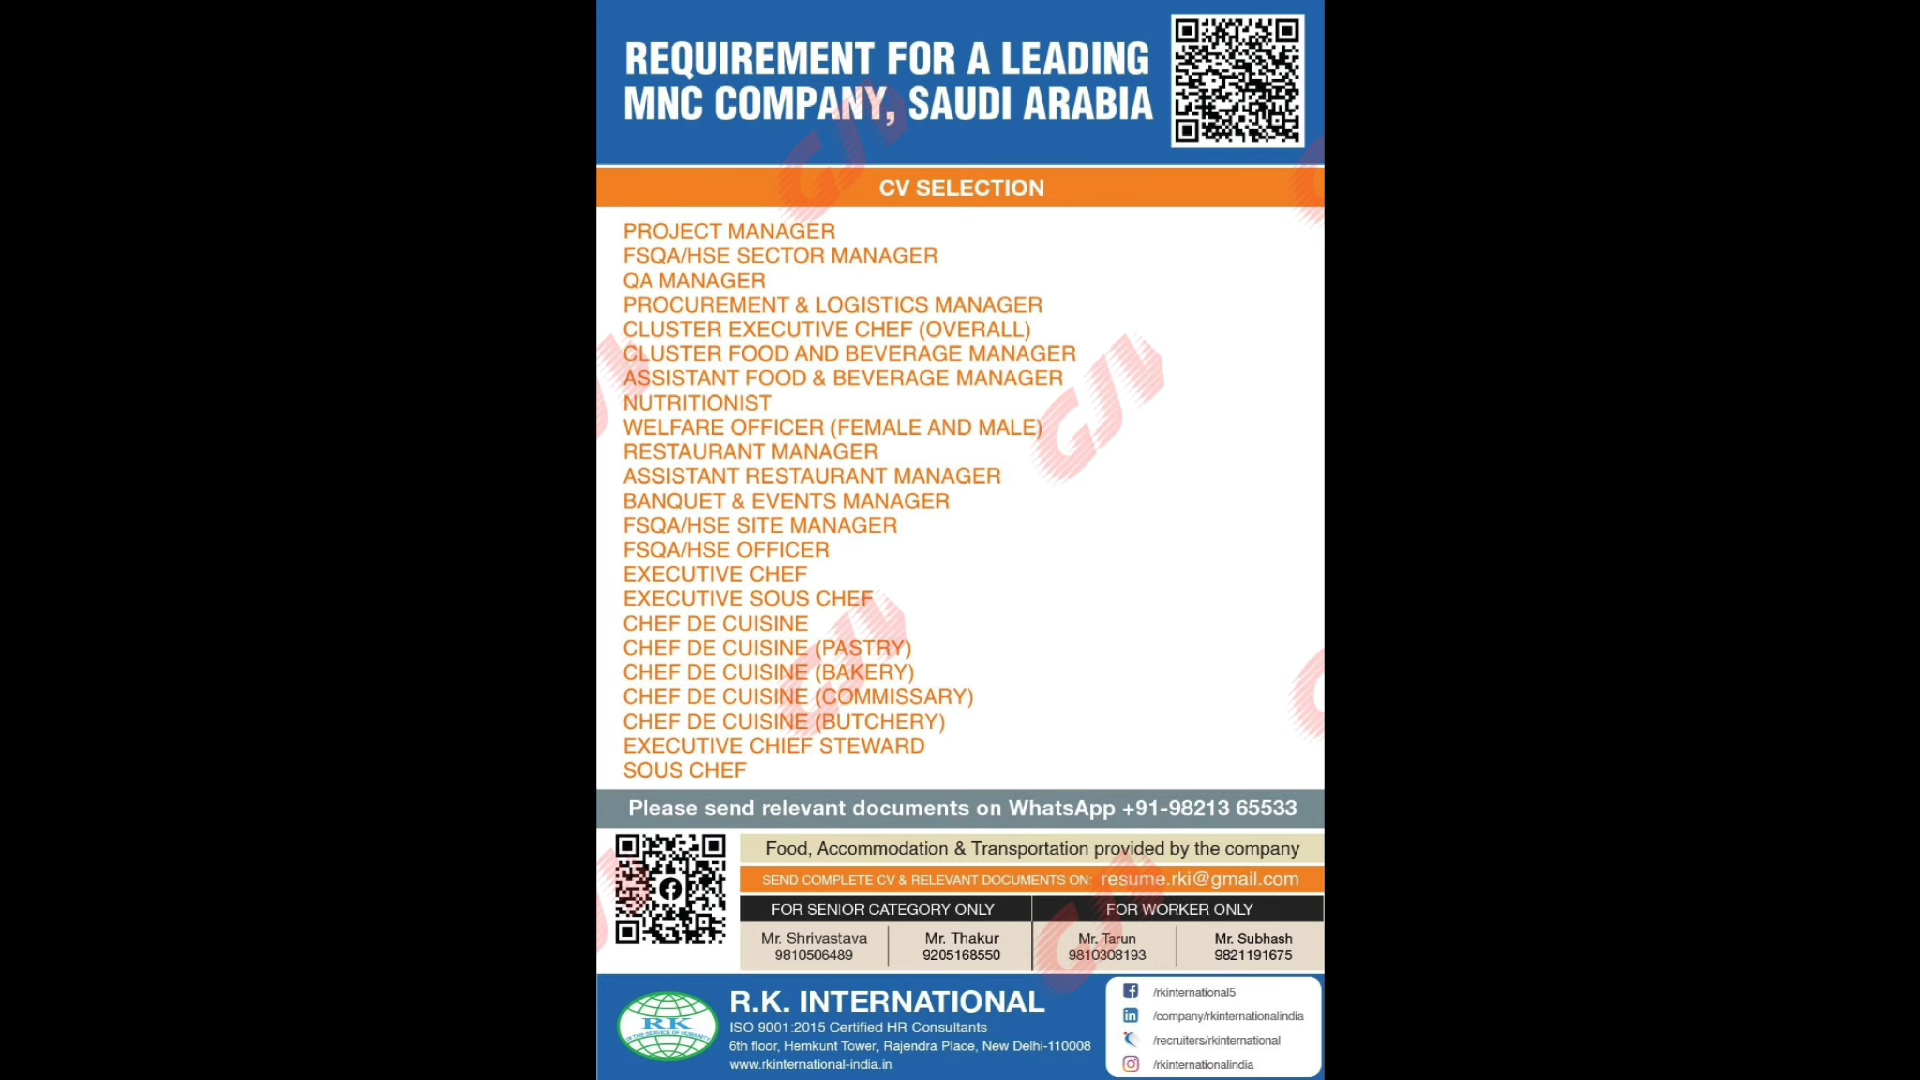 REQUIREMENT FOR A LEADING
MNC COMPANY, SAUDI ARABIA
CV SELECTION
PROJECT MANAGER
FSQA/HSE SECTOR MANAGER
QA MANAGER
PROCUREMENT & LOGISTICS MANAGER
CLUSTER EXECUTIVE CHEF (OVERALL)
CLUSTER FOOD AND BEVERAGE MANAGER
ASSISTANT FOOD & BEVERAGE MANAGER
NUTRITIONIST
WELFARE OFFICER (FEMALE AND MALE)
RESTAURANT MANAGER
ASSISTANT RESTAURANT MANAGER
BANQUET & EVENTS MANAGER
FSQA/HSE SITE MANAGER
FSQA/HSE OFFICER
EXECUTIVE CHEF
EXECUTIVE SOUS CHEF
CHEF DE CUISINE
CHEF DE CUISINE (PASTRY)
CHEF DE CUISINE (BAKERY)
CHEF DE CUISINE (COMMISSARY)
CHEF DE CUISINE (BUTCHERY)
EXECUTIVE CHIEF STEWARD
SOUS CHEF
Please send relevant documents on WhatsApp +91-98213 65533
Food, Accommodation & Transportation provided by the company
SEND COMPLETE CV & RELEVANT DOCUMENTS ON: resume.rki@gmail.com
FOR SENIOR CATEGORY ONLY
FOR WORKER ONLY
Mr. Shrivastava
9810506489
Mr. Thakur
9205168550
Mr. Tarun
9810308193
Mr. Subhash
9821191675
RK
IN THE SERVICE OF HUMANITY
R.K. INTERNATIONAL
ISO 9001:2015 Certified HR Consultants
6th floor, Hemkunt Tower, Rajendra Place, New Delhi-110008
www.rkinternational-india.in
/rkinternational5
/company/rkinternationalindia
/recruiters/rkinternational
/rkinternationalindia